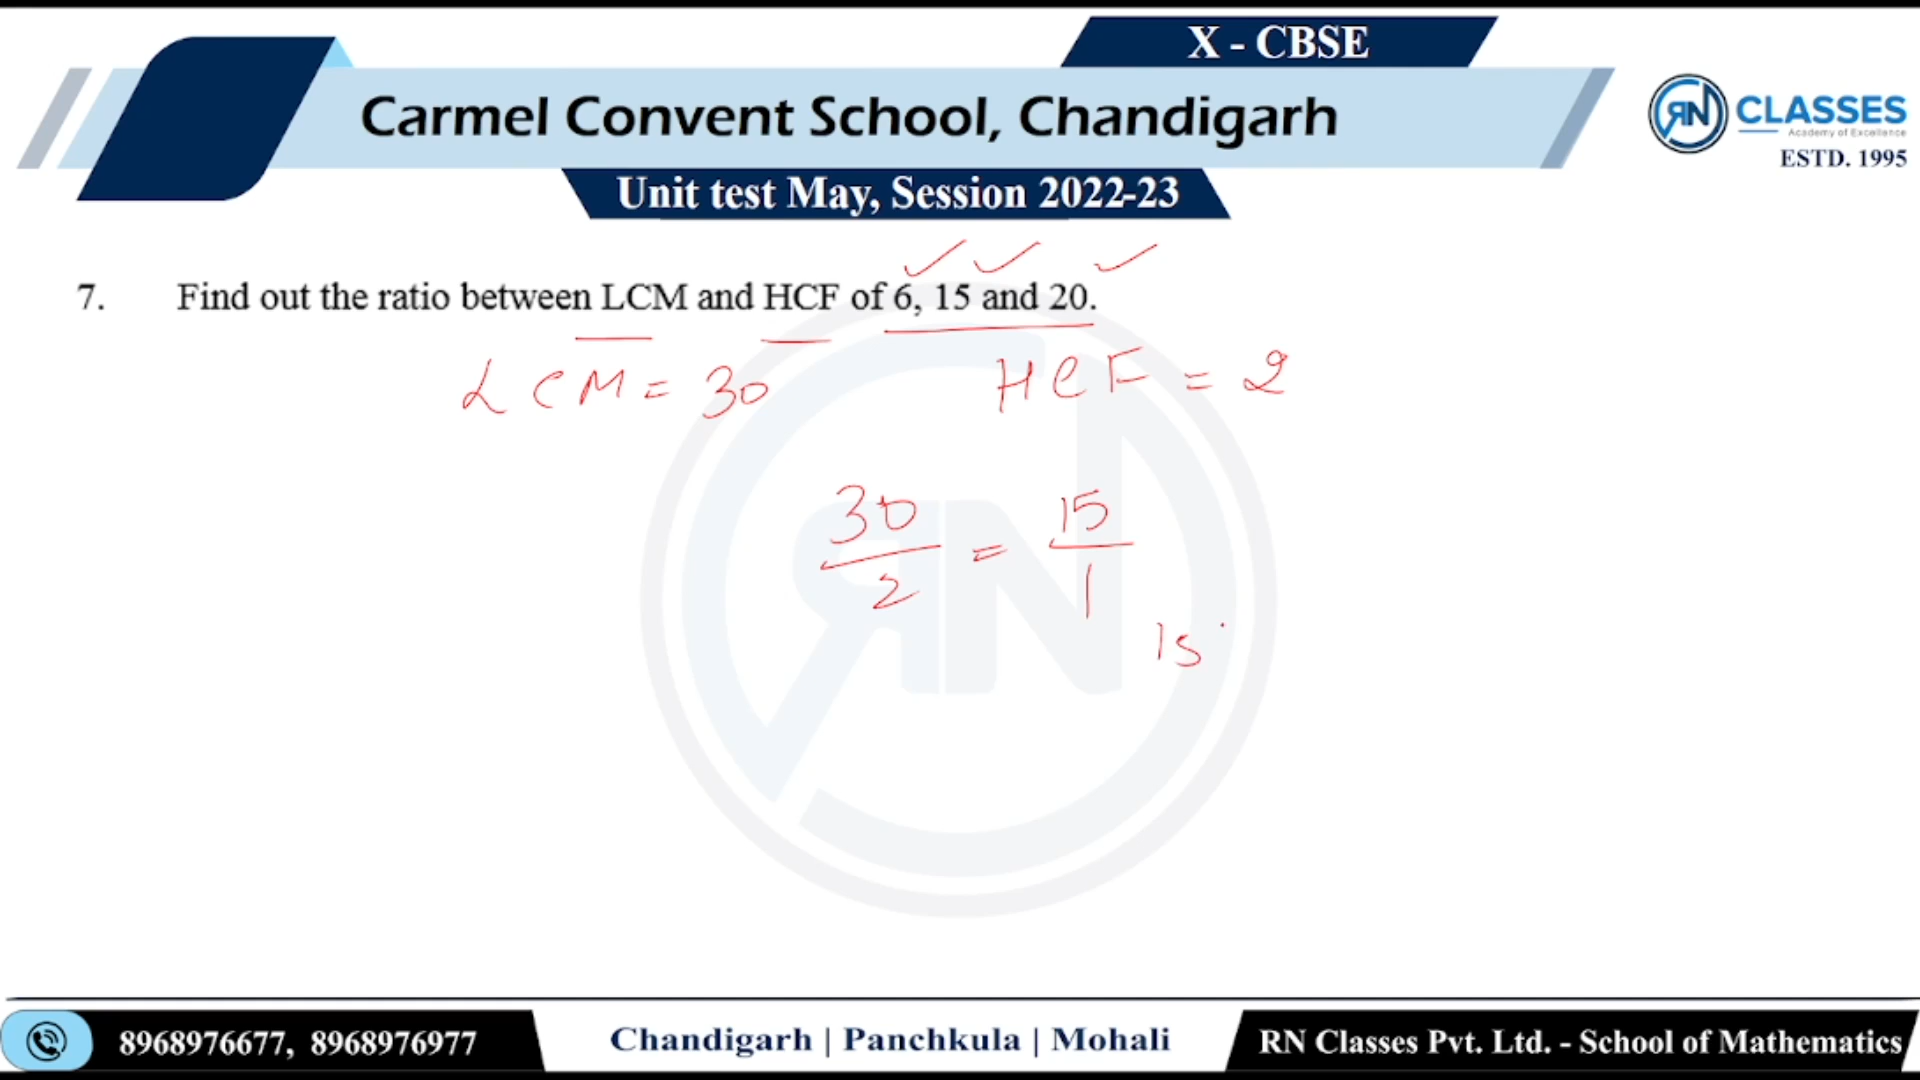 X - CBSE
Carmel Convent School, Chandigarh
RN CLASSES
Academy of Excellence
ESTD. 1995
Unit test May, Session 2022-23
7. Find out the ratio between LCM and HCF of 6, 15 and 20.
LCM = 30 HCF = 2
30/2 = 15/1
15
RN
8968976677, 8968976977
Chandigarh | Panchkula | Mohali
RN Classes Pvt. Ltd. - School of Mathematics